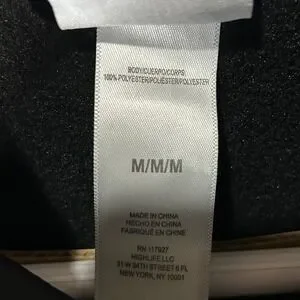 BODY/CUERPO/CORPS:
100% POLYESTER/POLIÉSTER/POLYESTER
M/M/M
MADE IN CHINA
HECHO EN CHINA
FABRIQUÉ EN CHINE
RN 117927
HIGHLIFE LLC
31 W 34TH STREET 6 FL
NEW YORK, NY 10001